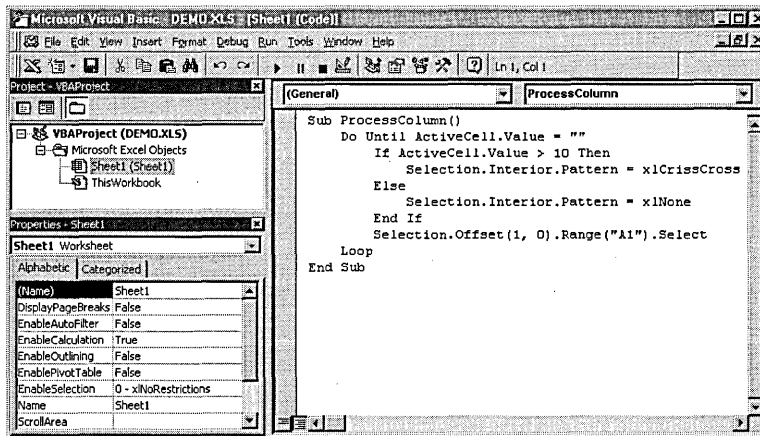 Microsoft Visual Basic - DEMO.XLS - [Sheet1 (Code)]
File Edit View Insert Format Debug Run Tools Window Help
Ln 1, Col 1
Project - VBAProject
VBAProject (DEMO.XLS)
Microsoft Excel Objects
Sheet1 (Sheet1)
ThisWorkbook
Properties - Sheet1
Sheet1 Worksheet
Alphabetic Categorized
(Name) Sheet1
DisplayPageBreaks False
EnableAutoFilter False
EnableCalculation True
EnableOutlining False
EnablePivotTable False
EnableSelection 0 - xlNoRestrictions
Name Sheet1
ScrollArea
(General) ProcessColumn
Sub ProcessColumn()
Do Until ActiveCell.Value = ""
If ActiveCell.Value > 10 Then
Selection.Interior.Pattern = xlCrissCross
Else
Selection.Interior.Pattern = xlNone
End If
Selection.Offset(1, 0).Range("A1").Select
Loop
End Sub